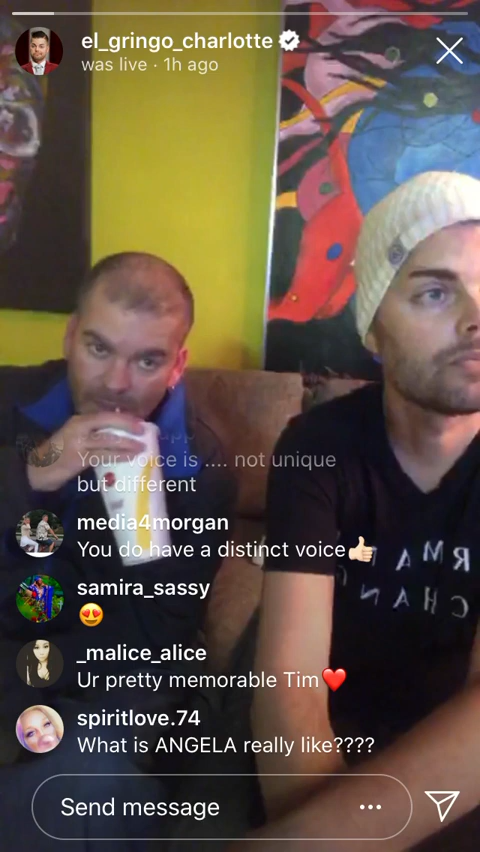 el_gringo_charlotte
was live · 1h ago
Your voice is .... not unique
but different
media4morgan
You do have a distinct voice👍🏻
samira_sassy
😍
_malice_alice
Ur pretty memorable Tim❤️
spiritlove.74
What is ANGELA really like????
Send message